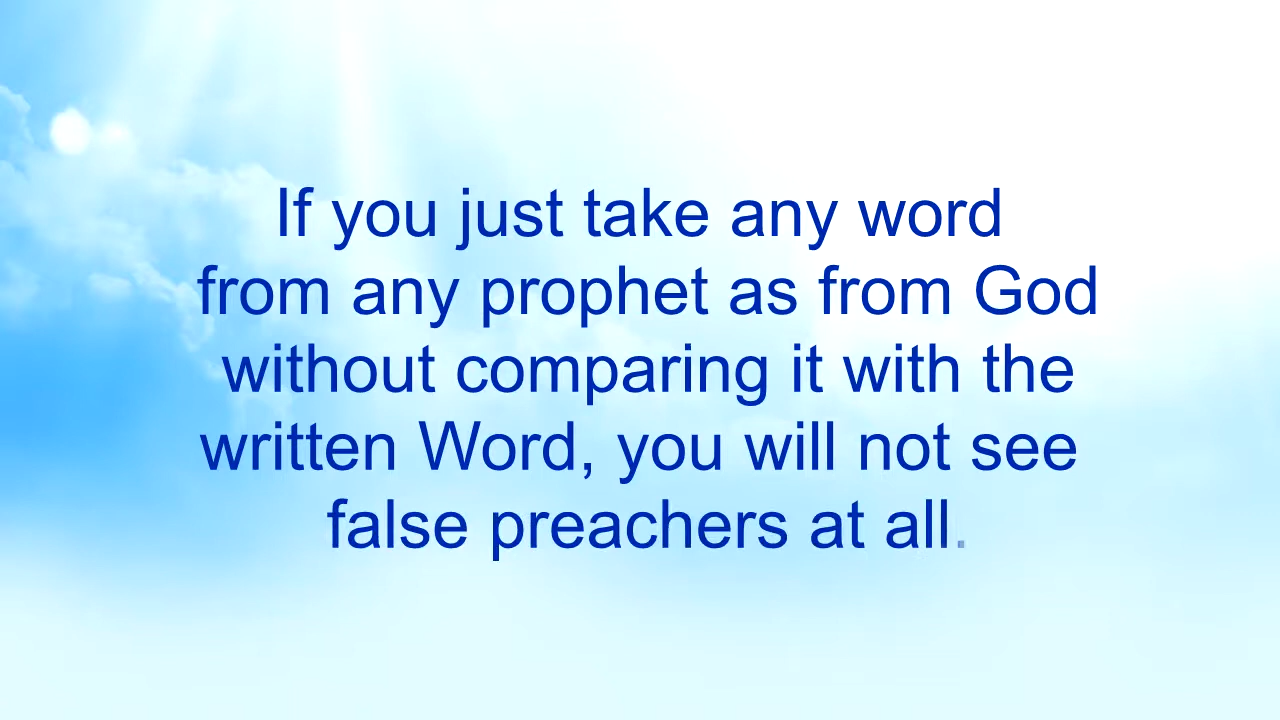 If you just take any word
from any prophet as from God
without comparing it with the
written Word, you will not see
false preachers at all.